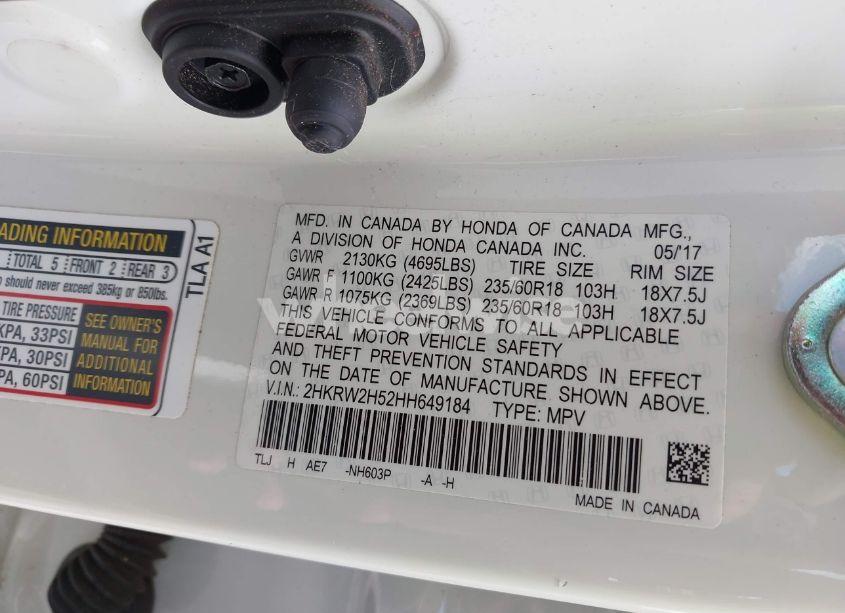 ADING INFORMATION
TOTAL 5 FRONT 2 REAR 3
o should never exceed 385kg or 850lbs.
TIRE PRESSURE
KPA, 33PSI
KPA, 30PSI
PA, 60PSI
SEE OWNER'S
MANUAL FOR
ADDITIONAL
INFORMATION
TLA A1
MFD. IN CANADA BY HONDA OF CANADA MFG.,
A DIVISION OF HONDA CANADA INC. 05/'17
GVWR 2130KG (4695LBS) TIRE SIZE RIM SIZE
GAWR F 1100KG (2425LBS) 235/60R18 103H 18X7.5J
GAWR R 1075KG (2369LBS) 235/60R18 103H 18X7.5J
THIS VEHICLE CONFORMS TO ALL APPLICABLE
FEDERAL MOTOR VEHICLE SAFETY
AND THEFT PREVENTION STANDARDS IN EFFECT
ON THE DATE OF MANUFACTURE SHOWN ABOVE.
V.I.N.: 2HKRW2H52HH649184 TYPE: MPV
TLJ H AE7 -NH603P -A -H
MADE IN CANADA